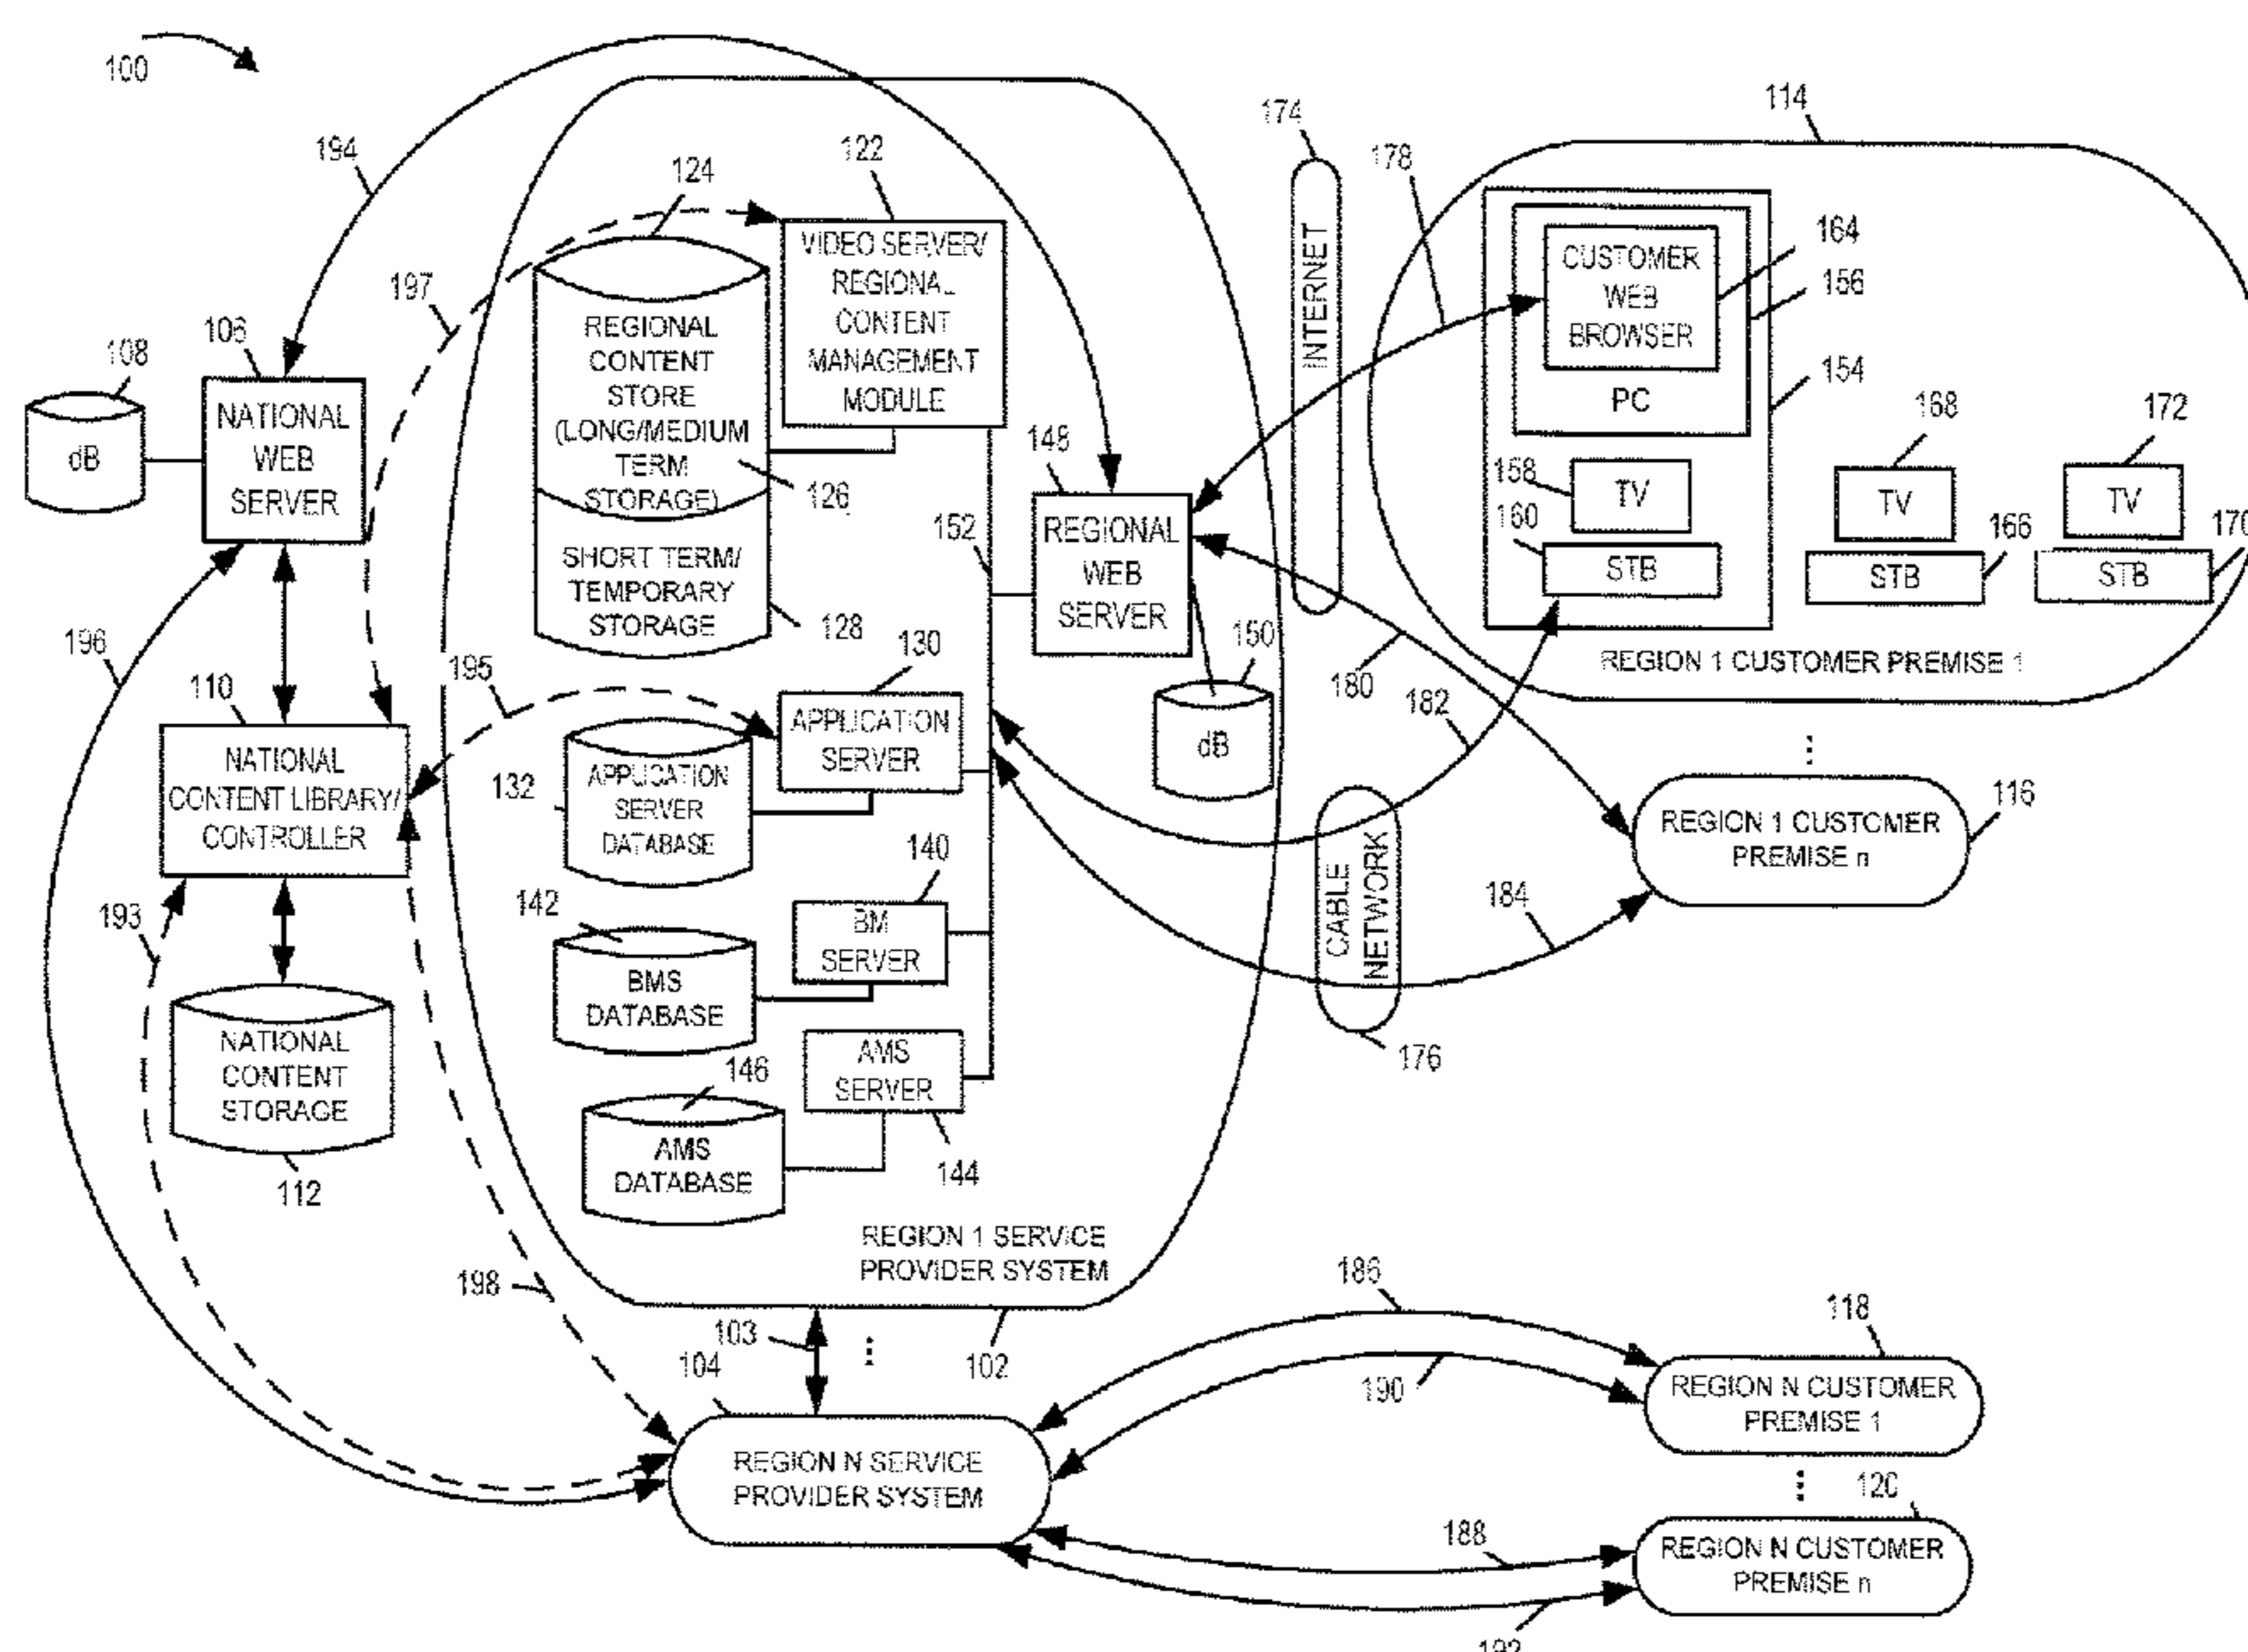 100
194
108
dB
106
NATIONAL
WEB
SERVER
197
196
110
NATIONAL
CONTENT LIBRARY/
CONTROLLER
193
NATIONAL
CONTENT
STORAGE
112
195
198
124
REGIONAL
CONTENT
STORE
(LONG/MEDIUM
TERM
STORAGE)
126
SHORT TERM/
TEMPORARY
STORAGE
128
122
VIDEO SERVER/
REGIONAL
CONTENT
MANAGEMENT
MODULE
130
APPLICATION
SERVER
132
APPLICATION
SERVER
DATABASE
140
BM
SERVER
142
BMS
DATABASE
AMS
SERVER
144
146
AMS
DATABASE
REGION 1 SERVICE
PROVIDER SYSTEM
102
148
152
REGIONAL
WEB
SERVER
150
dB
174
INTERNET
178
180
182
CABLE
NETWORK
176
184
114
CUSTOMER
WEB
BROWSER
PC
164
156
154
158
TV
160
STB
168
TV
STB
166
172
TV
STB
170
REGION 1 CUSTOMER PREMISE 1
REGION 1 CUSTOMER
PREMISE n
116
103
104
REGION N SERVICE
PROVIDER SYSTEM
186
190
118
REGION N CUSTOMER
PREMISE 1
120
REGION N CUSTOMER
PREMISE n
188
192